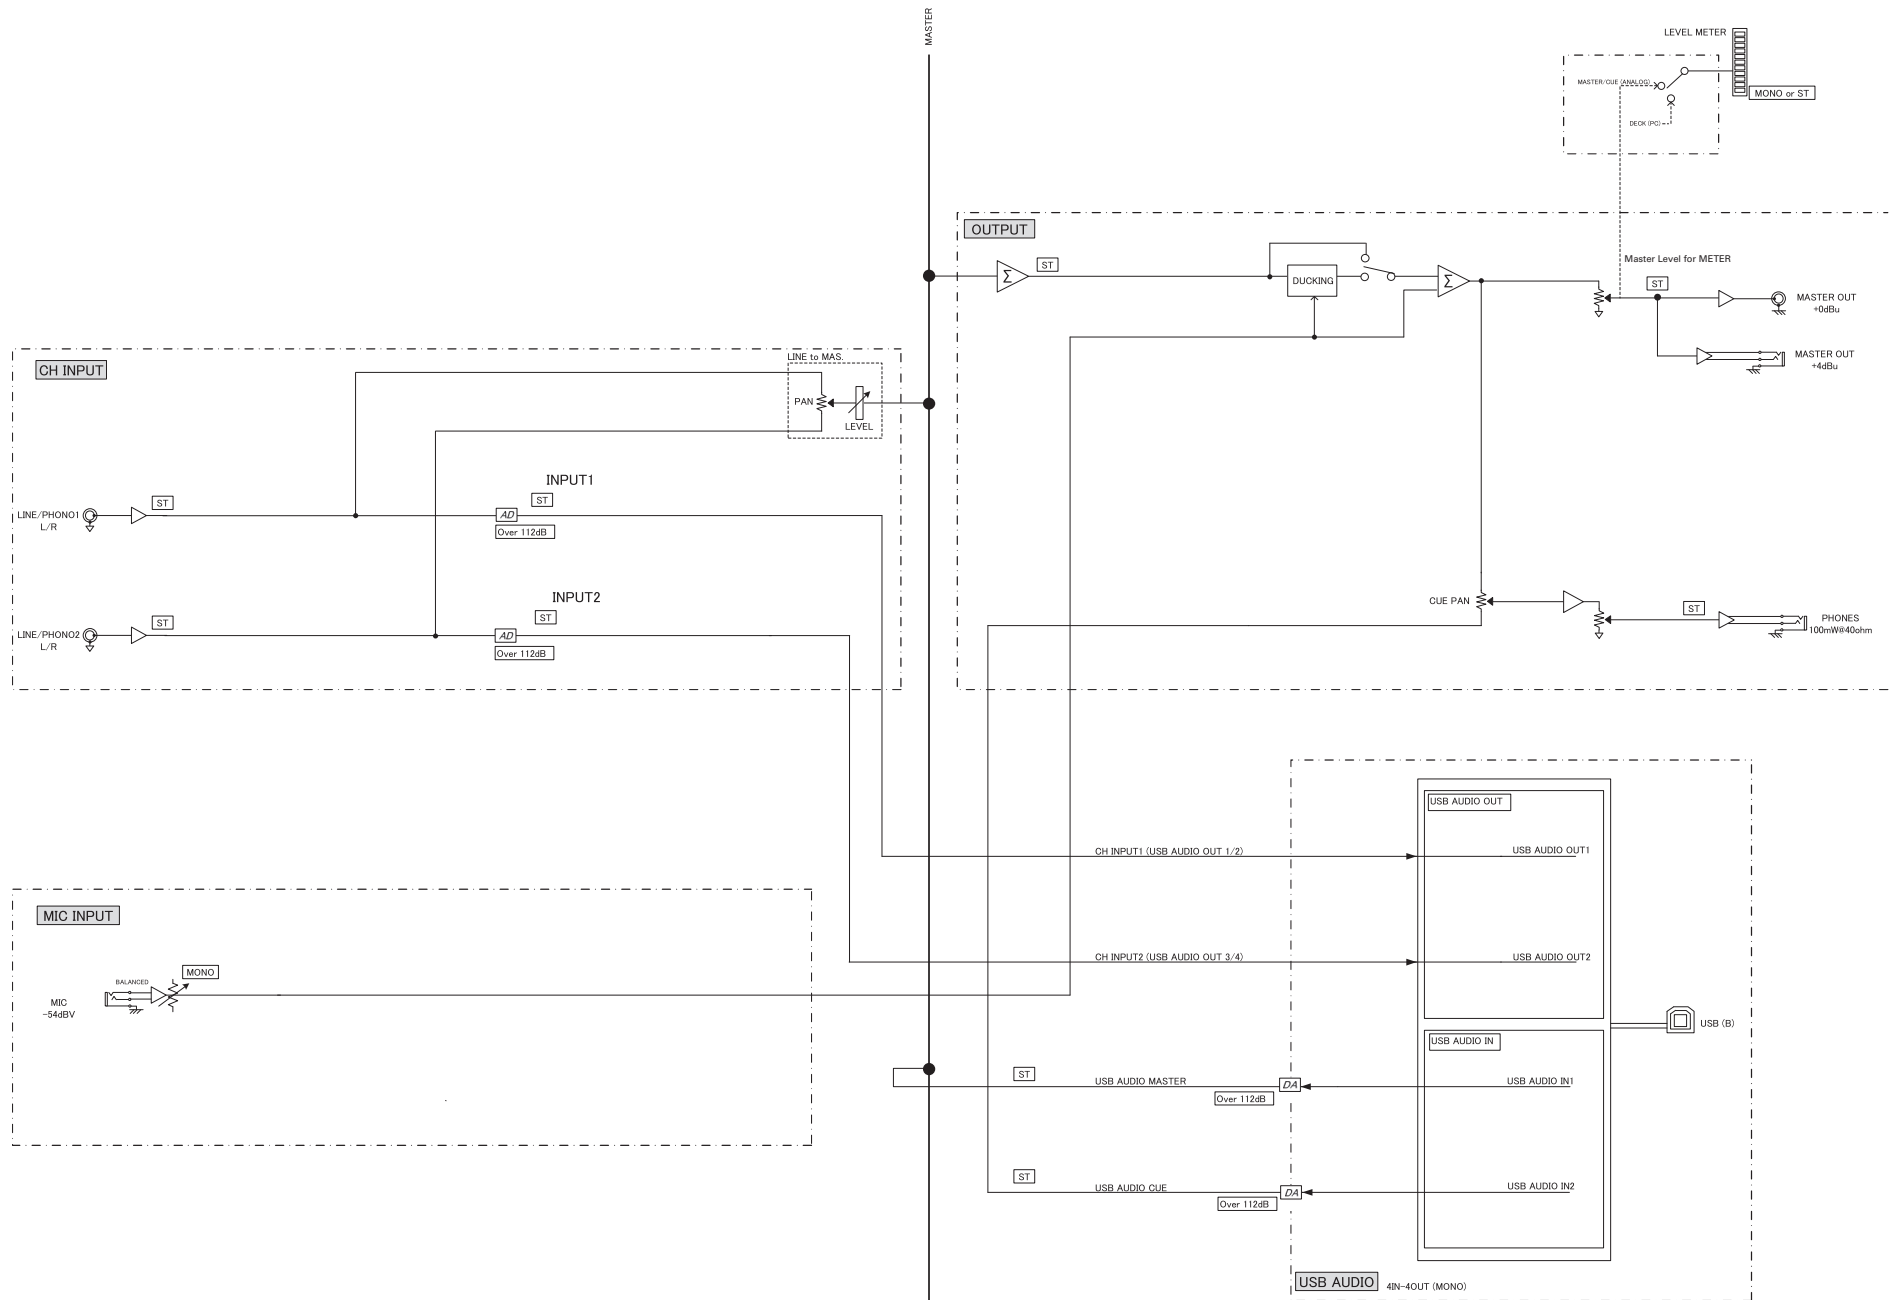 MASTER
LEVEL METER
MASTER/CUE (ANALOG)
MONO or ST
DECK (PC)
OUTPUT
ST
Σ
DUCKING
Σ
Master Level for METER
ST
MASTER OUT
+0dBu
MASTER OUT
+4dBu
CH INPUT
LINE to MAS.
PAN
LEVEL
INPUT1
ST
LINE/PHONO1
L/R
ST
AD
Over 112dB
INPUT2
ST
LINE/PHONO2
L/R
ST
AD
Over 112dB
CUE PAN
ST
PHONES
100mW@40ohm
USB AUDIO OUT
CH INPUT1 (USB AUDIO OUT 1/2)
USB AUDIO OUT1
MIC INPUT
CH INPUT2 (USB AUDIO OUT 3/4)
USB AUDIO OUT2
BALANCED
MONO
MIC
-54dBV
USB (B)
USB AUDIO IN
ST
USB AUDIO MASTER
DA
Over 112dB
USB AUDIO IN1
ST
USB AUDIO CUE
DA
Over 112dB
USB AUDIO IN2
USB AUDIO
4IN-4OUT (MONO)